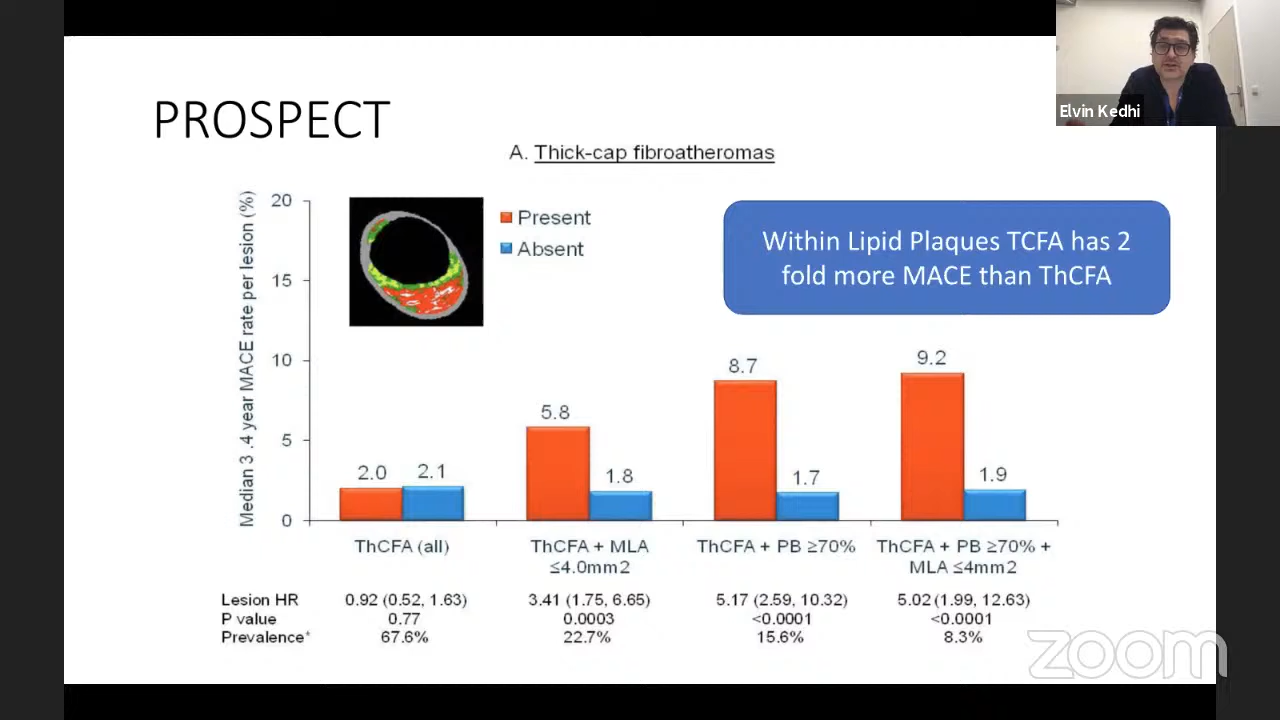 Elvin Kedhi
PROSPECT
A. Thick-cap fibroatheromas
Median 3 .4 year MACE rate per lesion (%)
20
15
10
5
0
Present
Absent
Within Lipid Plaques TCFA has 2
fold more MACE than ThCFA
2.0 2.1
5.8 1.8
8.7 1.7
9.2 1.9
ThCFA (all)
ThCFA + MLA
≤4.0mm2
ThCFA + PB ≥70%
ThCFA + PB ≥70% +
MLA ≤4mm2
Lesion HR 0.92 (0.52, 1.63) 3.41 (1.75, 6.65) 5.17 (2.59, 10.32) 5.02 (1.99, 12.63)
P value 0.77 0.0003 <0.0001 <0.0001
Prevalence* 67.6% 22.7% 15.6% 8.3%
zoom